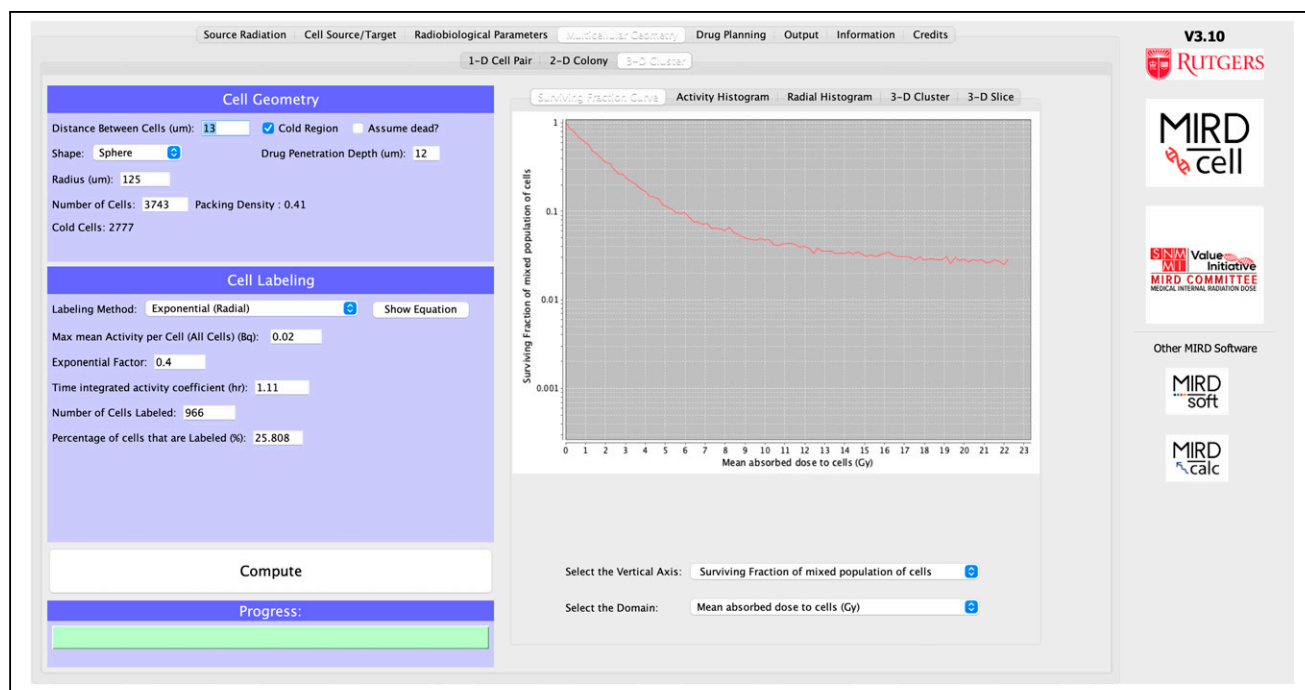 Source Radiation Cell Source/Target Radiobiological Parameters Multicellular Geometry Drug Planning Output Information Credits
1-D Cell Pair 2-D Colony 3-D Cluster
Cell Geometry
Distance Between Cells (um): 13 Cold Region Assume dead?
Shape: Sphere Drug Penetration Depth (um): 12
Radius (um): 125
Number of Cells: 3743 Packing Density : 0.41
Cold Cells: 2777
Cell Labeling
Labeling Method: Exponential (Radial) Show Equation
Max mean Activity per Cell (All Cells) (Bq): 0.02
Exponential Factor: 0.4
Time integrated activity coefficient (hr): 1.11
Number of Cells Labeled: 966
Percentage of cells that are Labeled (%): 25.808
Compute
Progress:
Surviving Fraction Curve Activity Histogram Radial Histogram 3-D Cluster 3-D Slice
Surviving Fraction of mixed population of cells
1
0.1
0.01
0.001
0 1 2 3 4 5 6 7 8 9 10 11 12 13 14 15 16 17 18 19 20 21 22 23
Mean absorbed dose to cells (Gy)
Select the Vertical Axis: Surviving Fraction of mixed population of cells
Select the Domain: Mean absorbed dose to cells (Gy)
V3.10
RUTGERS
MIRD
cell
SNM
MI
Value
Initiative
MIRD COMMITTEE
MEDICAL INTERNAL RADIATION DOSE
Other MIRD Software
MIRD
soft
MIRD
calc